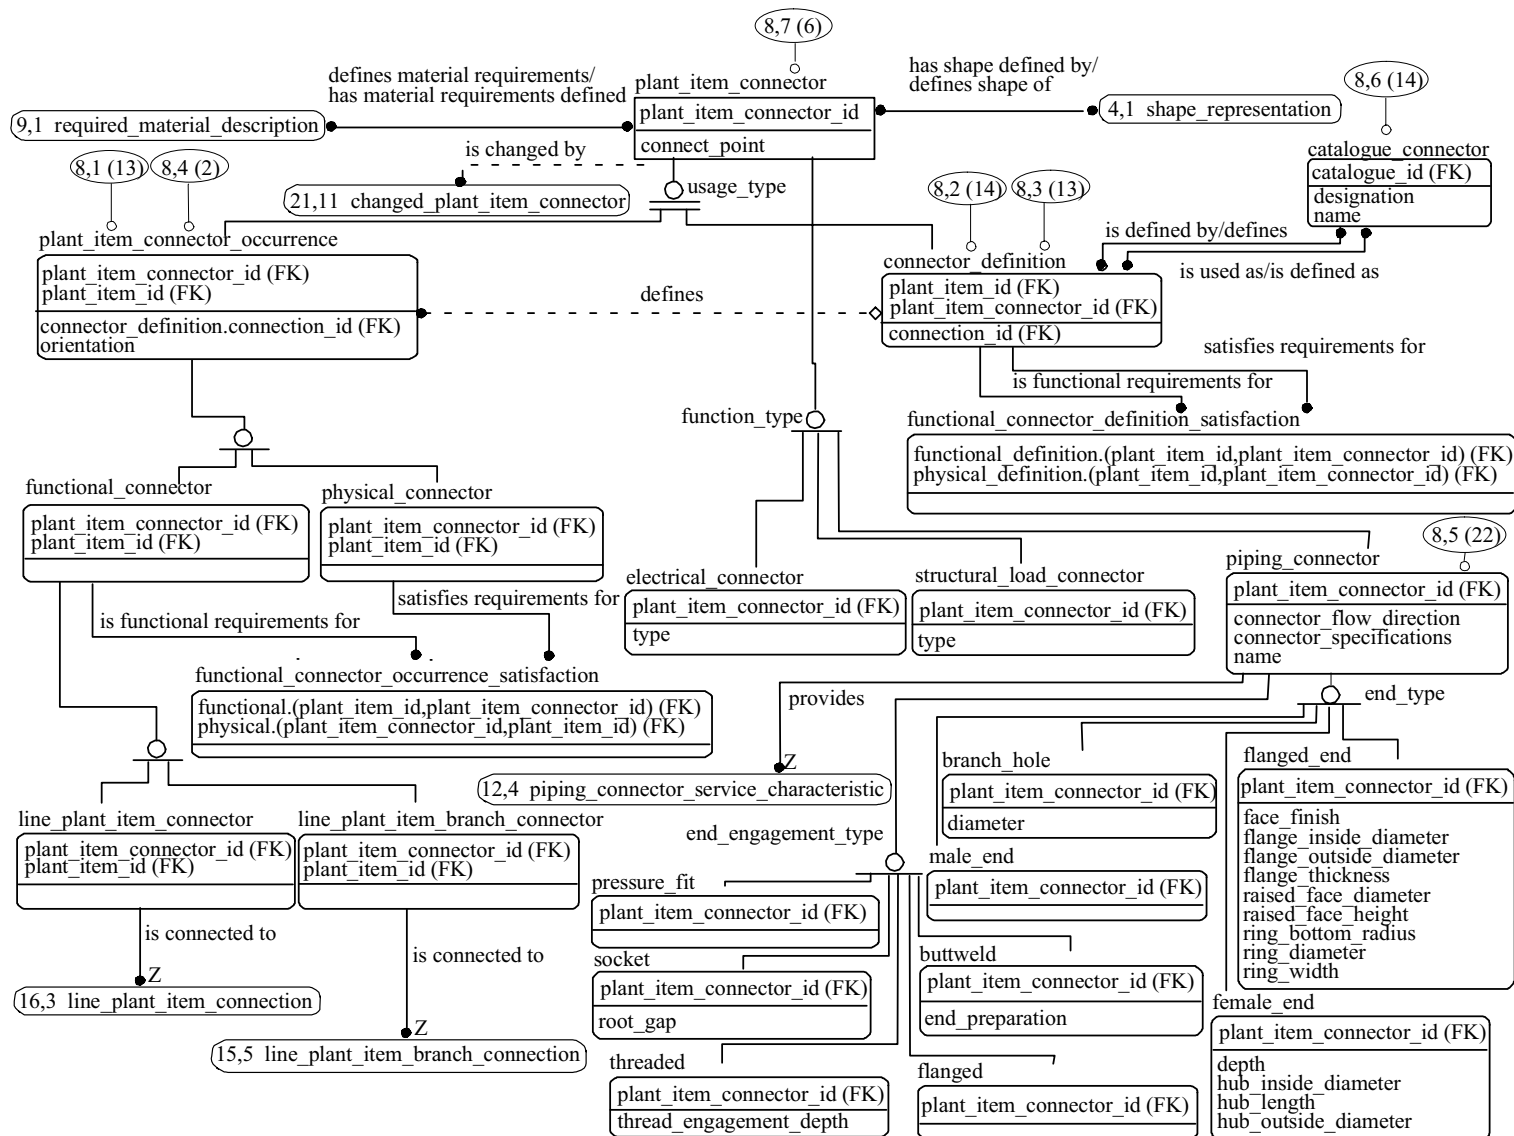 8,7 (6)
defines material requirements/
has material requirements defined
plant_item_connector
plant_item_connector_id
connect_point
has shape defined by/
defines shape of
8,6 (14)
9,1 required_material_description
4,1 shape_representation
catalogue_connector
catalogue_id (FK)
designation
name
8,1 (13)
8,4 (2)
is changed by
21,11 changed_plant_item_connector
usage_type
8,2 (14)
8,3 (13)
is defined by/defines
is used as/is defined as
plant_item_connector_occurrence
plant_item_connector_id (FK)
plant_item_id (FK)
connector_definition.connection_id (FK)
orientation
defines
connector_definition
plant_item_id (FK)
plant_item_connector_id (FK)
connection_id (FK)
satisfies requirements for
is functional requirements for
function_type
functional_connector_definition_satisfaction
functional_definition.(plant_item_id,plant_item_connector_id) (FK)
physical_definition.(plant_item_id,plant_item_connector_id) (FK)
functional_connector
plant_item_connector_id (FK)
plant_item_id (FK)
physical_connector
plant_item_connector_id (FK)
plant_item_id (FK)
8,5 (22)
electrical_connector
plant_item_connector_id (FK)
type
structural_load_connector
plant_item_connector_id (FK)
type
piping_connector
plant_item_connector_id (FK)
connector_flow_direction
connector_specifications
name
satisfies requirements for
is functional requirements for
functional_connector_occurrence_satisfaction
functional.(plant_item_id,plant_item_connector_id) (FK)
physical.(plant_item_connector_id,plant_item_id) (FK)
provides
end_type
Z
12,4 piping_connector_service_characteristic
branch_hole
plant_item_connector_id (FK)
diameter
flanged_end
plant_item_connector_id (FK)
face_finish
flange_inside_diameter
flange_outside_diameter
flange_thickness
raised_face_diameter
raised_face_height
ring_bottom_radius
ring_diameter
ring_width
line_plant_item_connector
plant_item_connector_id (FK)
plant_item_id (FK)
line_plant_item_branch_connector
plant_item_connector_id (FK)
plant_item_id (FK)
end_engagement_type
male_end
plant_item_connector_id (FK)
pressure_fit
plant_item_connector_id (FK)
is connected to
Z
16,3 line_plant_item_connection
is connected to
Z
15,5 line_plant_item_branch_connection
socket
plant_item_connector_id (FK)
root_gap
buttweld
plant_item_connector_id (FK)
end_preparation
female_end
plant_item_connector_id (FK)
depth
hub_inside_diameter
hub_length
hub_outside_diameter
threaded
plant_item_connector_id (FK)
thread_engagement_depth
flanged
plant_item_connector_id (FK)